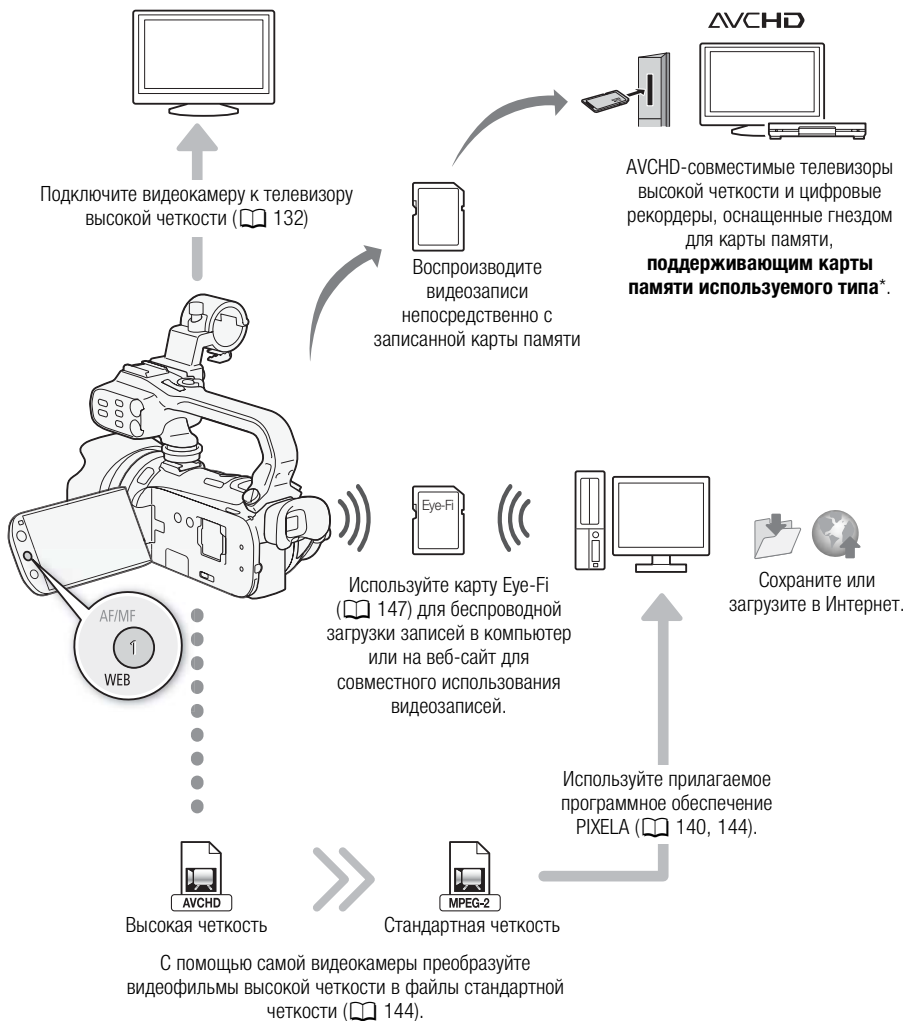 AVCHD
Подключите видеокамеру к телевизору
высокой четкости (132)
Воспроизводите
видеозаписи
непосредственно с
записанной карты памяти
AVCHD-совместимые телевизоры
высокой четкости и цифровые
рекордеры, оснащенные гнездом
для карты памяти,
поддерживающим карты
памяти используемого типа*.
Eye-Fi
Используйте карту Eye-Fi
(147) для беспроводной
загрузки записей в компьютер
или на веб-сайт для
совместного использования
видеозаписей.
Сохраните или
загрузите в Интернет.
AF/MF
1
WEB
Используйте прилагаемое
программное обеспечение
PIXELA (140, 144).
AVCHD
Высокая четкость
MPEG-2
Стандартная четкость
С помощью самой видеокамеры преобразуйте
видеофильмы высокой четкости в файлы стандартной
четкости (144).